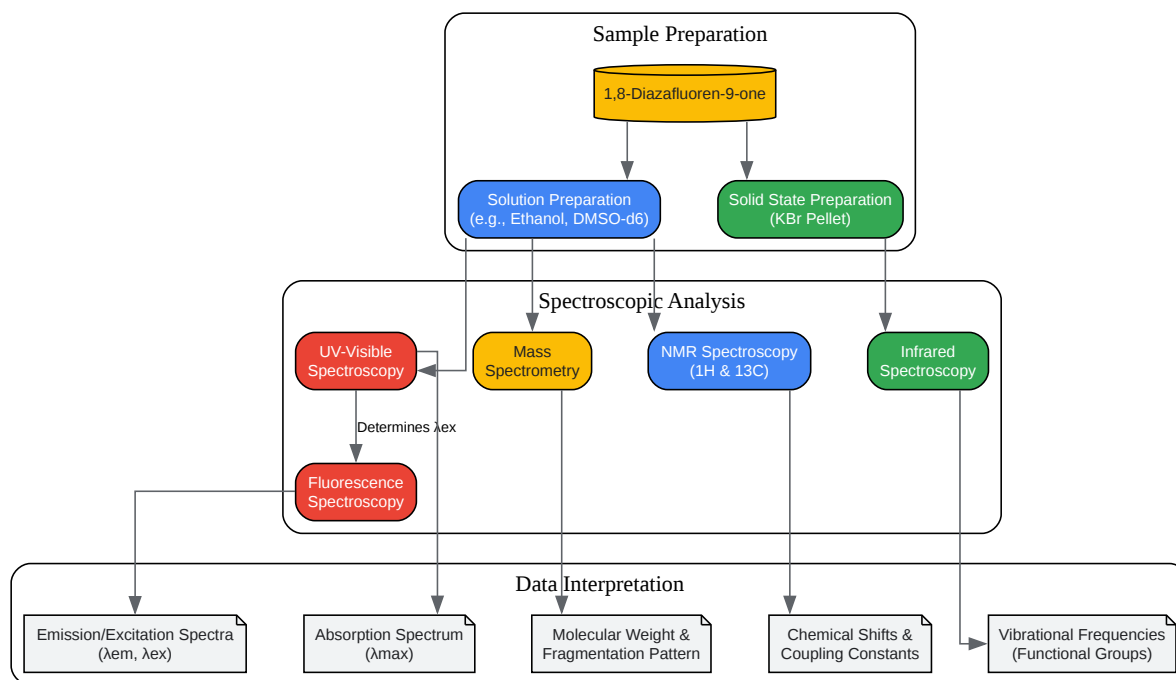 Sample Preparation
1,8-Diazafluoren-9-one
Solution Preparation
(e.g., Ethanol, DMSO-d6)
Solid State Preparation
(KBr Pellet)
Spectroscopic Analysis
UV-Visible
Spectroscopy
Mass
Spectrometry
NMR Spectroscopy
(1H & 13C)
Infrared
Spectroscopy
Determines λex
Fluorescence
Spectroscopy
Data Interpretation
Emission/Excitation Spectra
(λem, λex)
Absorption Spectrum
(λmax)
Molecular Weight &
Fragmentation Pattern
Chemical Shifts &
Coupling Constants
Vibrational Frequencies
(Functional Groups)